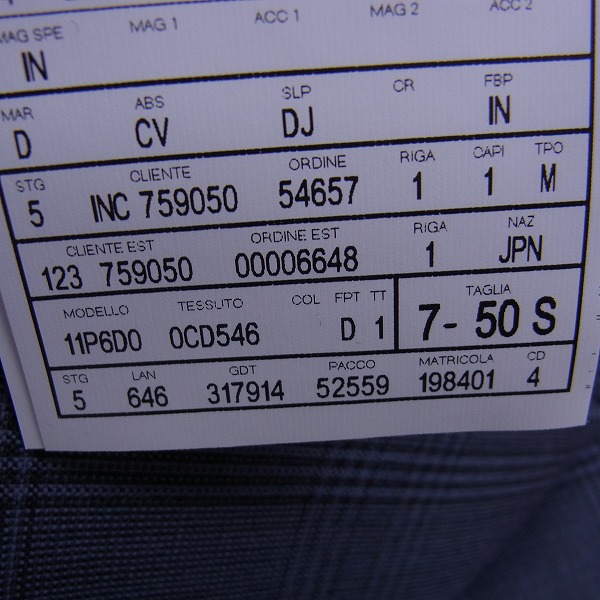 MAG SPE MAG 1 ACC 1 MAG 2 ACC 2
IN
MAR ABS SLP CR FBP
D CV DJ IN
STG CLIENTE ORDINE RIGA CAPI TPO
5 INC 759050 54657 1 1 M
CLIENTE EST ORDINE EST RIGA NAZ
123 759050 00006648 1 JPN
MODELLO TESSUTO COL FPT TT TAGLIA
11P6D0 0CD546 D 1 7- 50 S
STG LAN GDT PACCO MATRICOLA CD
5 646 317914 52559 198401 4